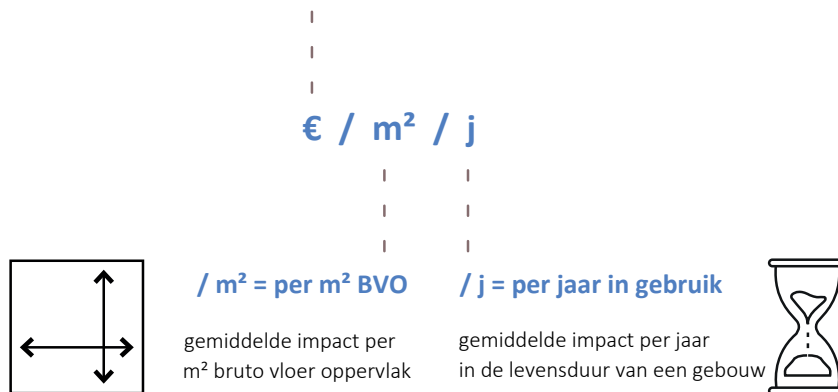 € / m² / j
/ m² = per m² BVO
gemiddelde impact per
m² bruto vloer oppervlak
/ j = per jaar in gebruik
gemiddelde impact per jaar
in de levensduur van een gebouw